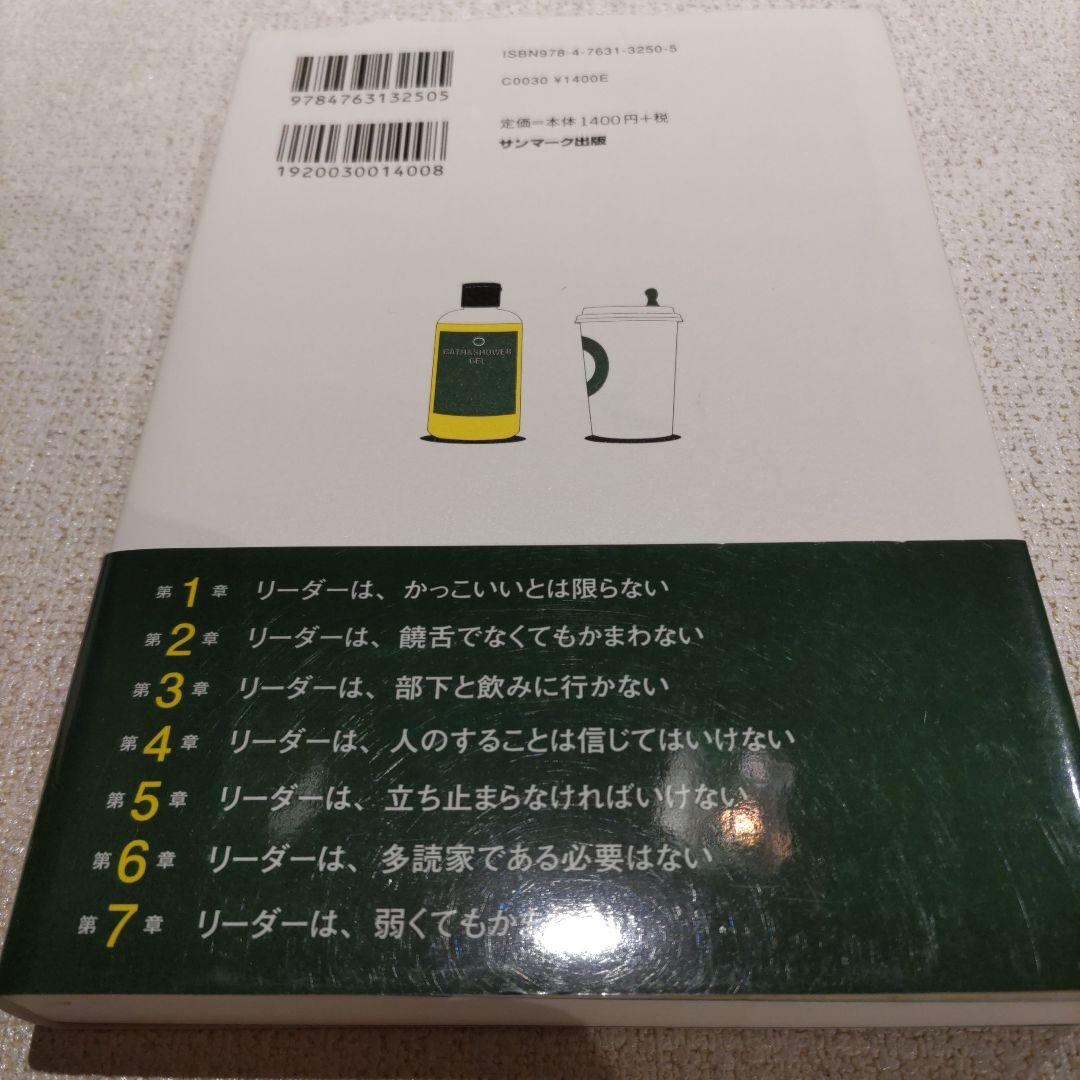 ISBN978-4-7631-3250-5
9784763132505
C0030 ¥1400E
定価=本体1400円+税
サンマーク出版
1920030014008
BATH&SHOWER
GEL
第1章 リーダーは、かっこいいとは限らない
第2章 リーダーは、饒舌でなくてもかまわない
第3章 リーダーは、部下と飲みに行かない
第4章 リーダーは、人のすることは信じてはいけない
第5章 リーダーは、立ち止まらなければいけない
第6章 リーダーは、多読家である必要はない
第7章 リーダーは、弱くてもか